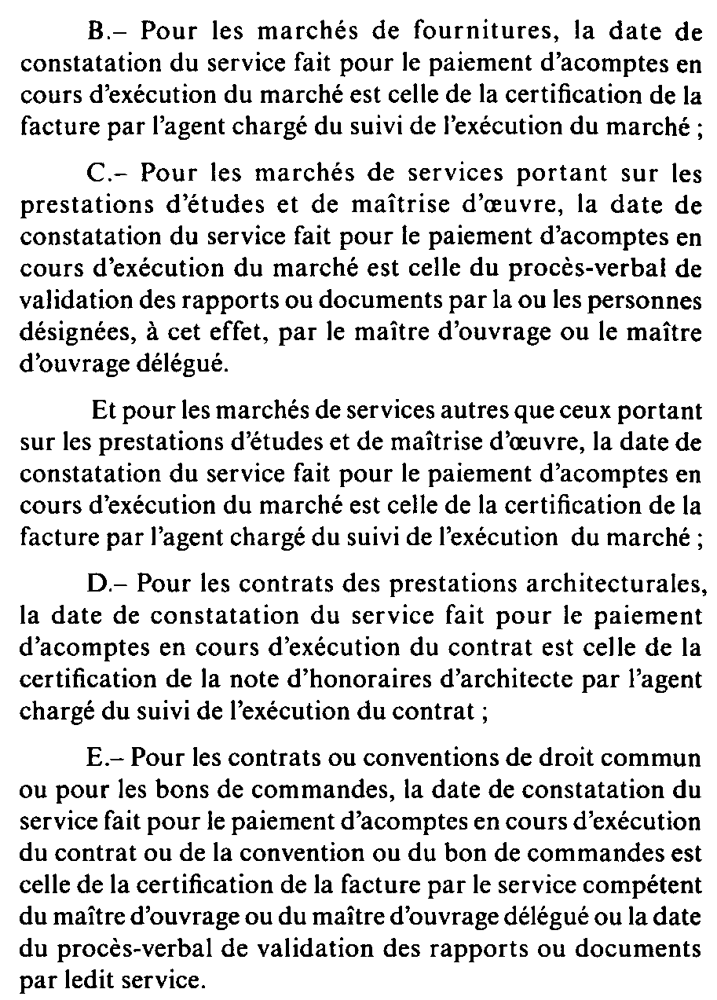 B.– Pour les marchés de fournitures, la date de
constatation du service fait pour le paiement d'acomptes en
cours d'exécution du marché est celle de la certification de la
facture par l'agent chargé du suivi de l'exécution du marché ;
C.– Pour les marchés de services portant sur les
prestations d'études et de maîtrise d'œuvre, la date de
constatation du service fait pour le paiement d'acomptes en
cours d'exécution du marché est celle du procès-verbal de
validation des rapports ou documents par la ou les personnes
désignées, à cet effet, par le maître d'ouvrage ou le maître
d'ouvrage délégué.
Et pour les marchés de services autres que ceux portant
sur les prestations d'études et de maîtrise d'œuvre, la date de
constatation du service fait pour le paiement d'acomptes en
cours d'exécution du marché est celle de la certification de la
facture par l'agent chargé du suivi de l'exécution du marché ;
D.– Pour les contrats des prestations architecturales,
la date de constatation du service fait pour le paiement
d'acomptes en cours d'exécution du contrat est celle de la
certification de la note d'honoraires d'architecte par l'agent
chargé du suivi de l'exécution du contrat ;
E.– Pour les contrats ou conventions de droit commun
ou pour les bons de commandes, la date de constatation du
service fait pour le paiement d'acomptes en cours d'exécution
du contrat ou de la convention ou du bon de commandes est
celle de la certification de la facture par le service compétent
du maître d'ouvrage ou du maître d'ouvrage délégué ou la date
du procès-verbal de validation des rapports ou documents
par ledit service.